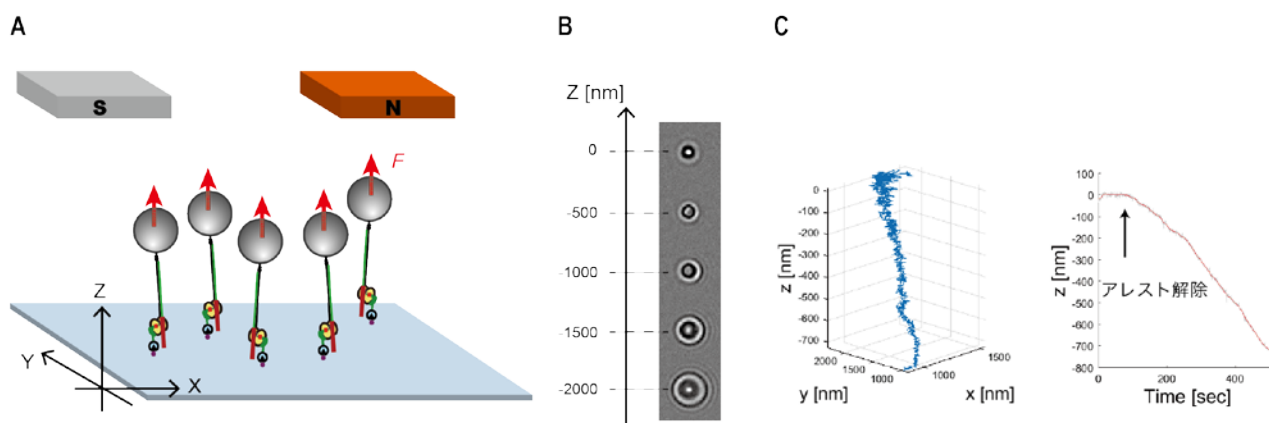 A
S
N
F
Z
Y
X
B
Z [nm]
0
-500
-1000
-1500
-2000
C
0
-100
-200
-300
-400
-500
-600
-700
z [nm]
2000
1500
1000
y [nm]
1000
1500
x [nm]
100
0
-100
-200
-300
-400
-500
-600
-700
-800
z [nm]
アレスト解除
0
200
400
Time [sec]